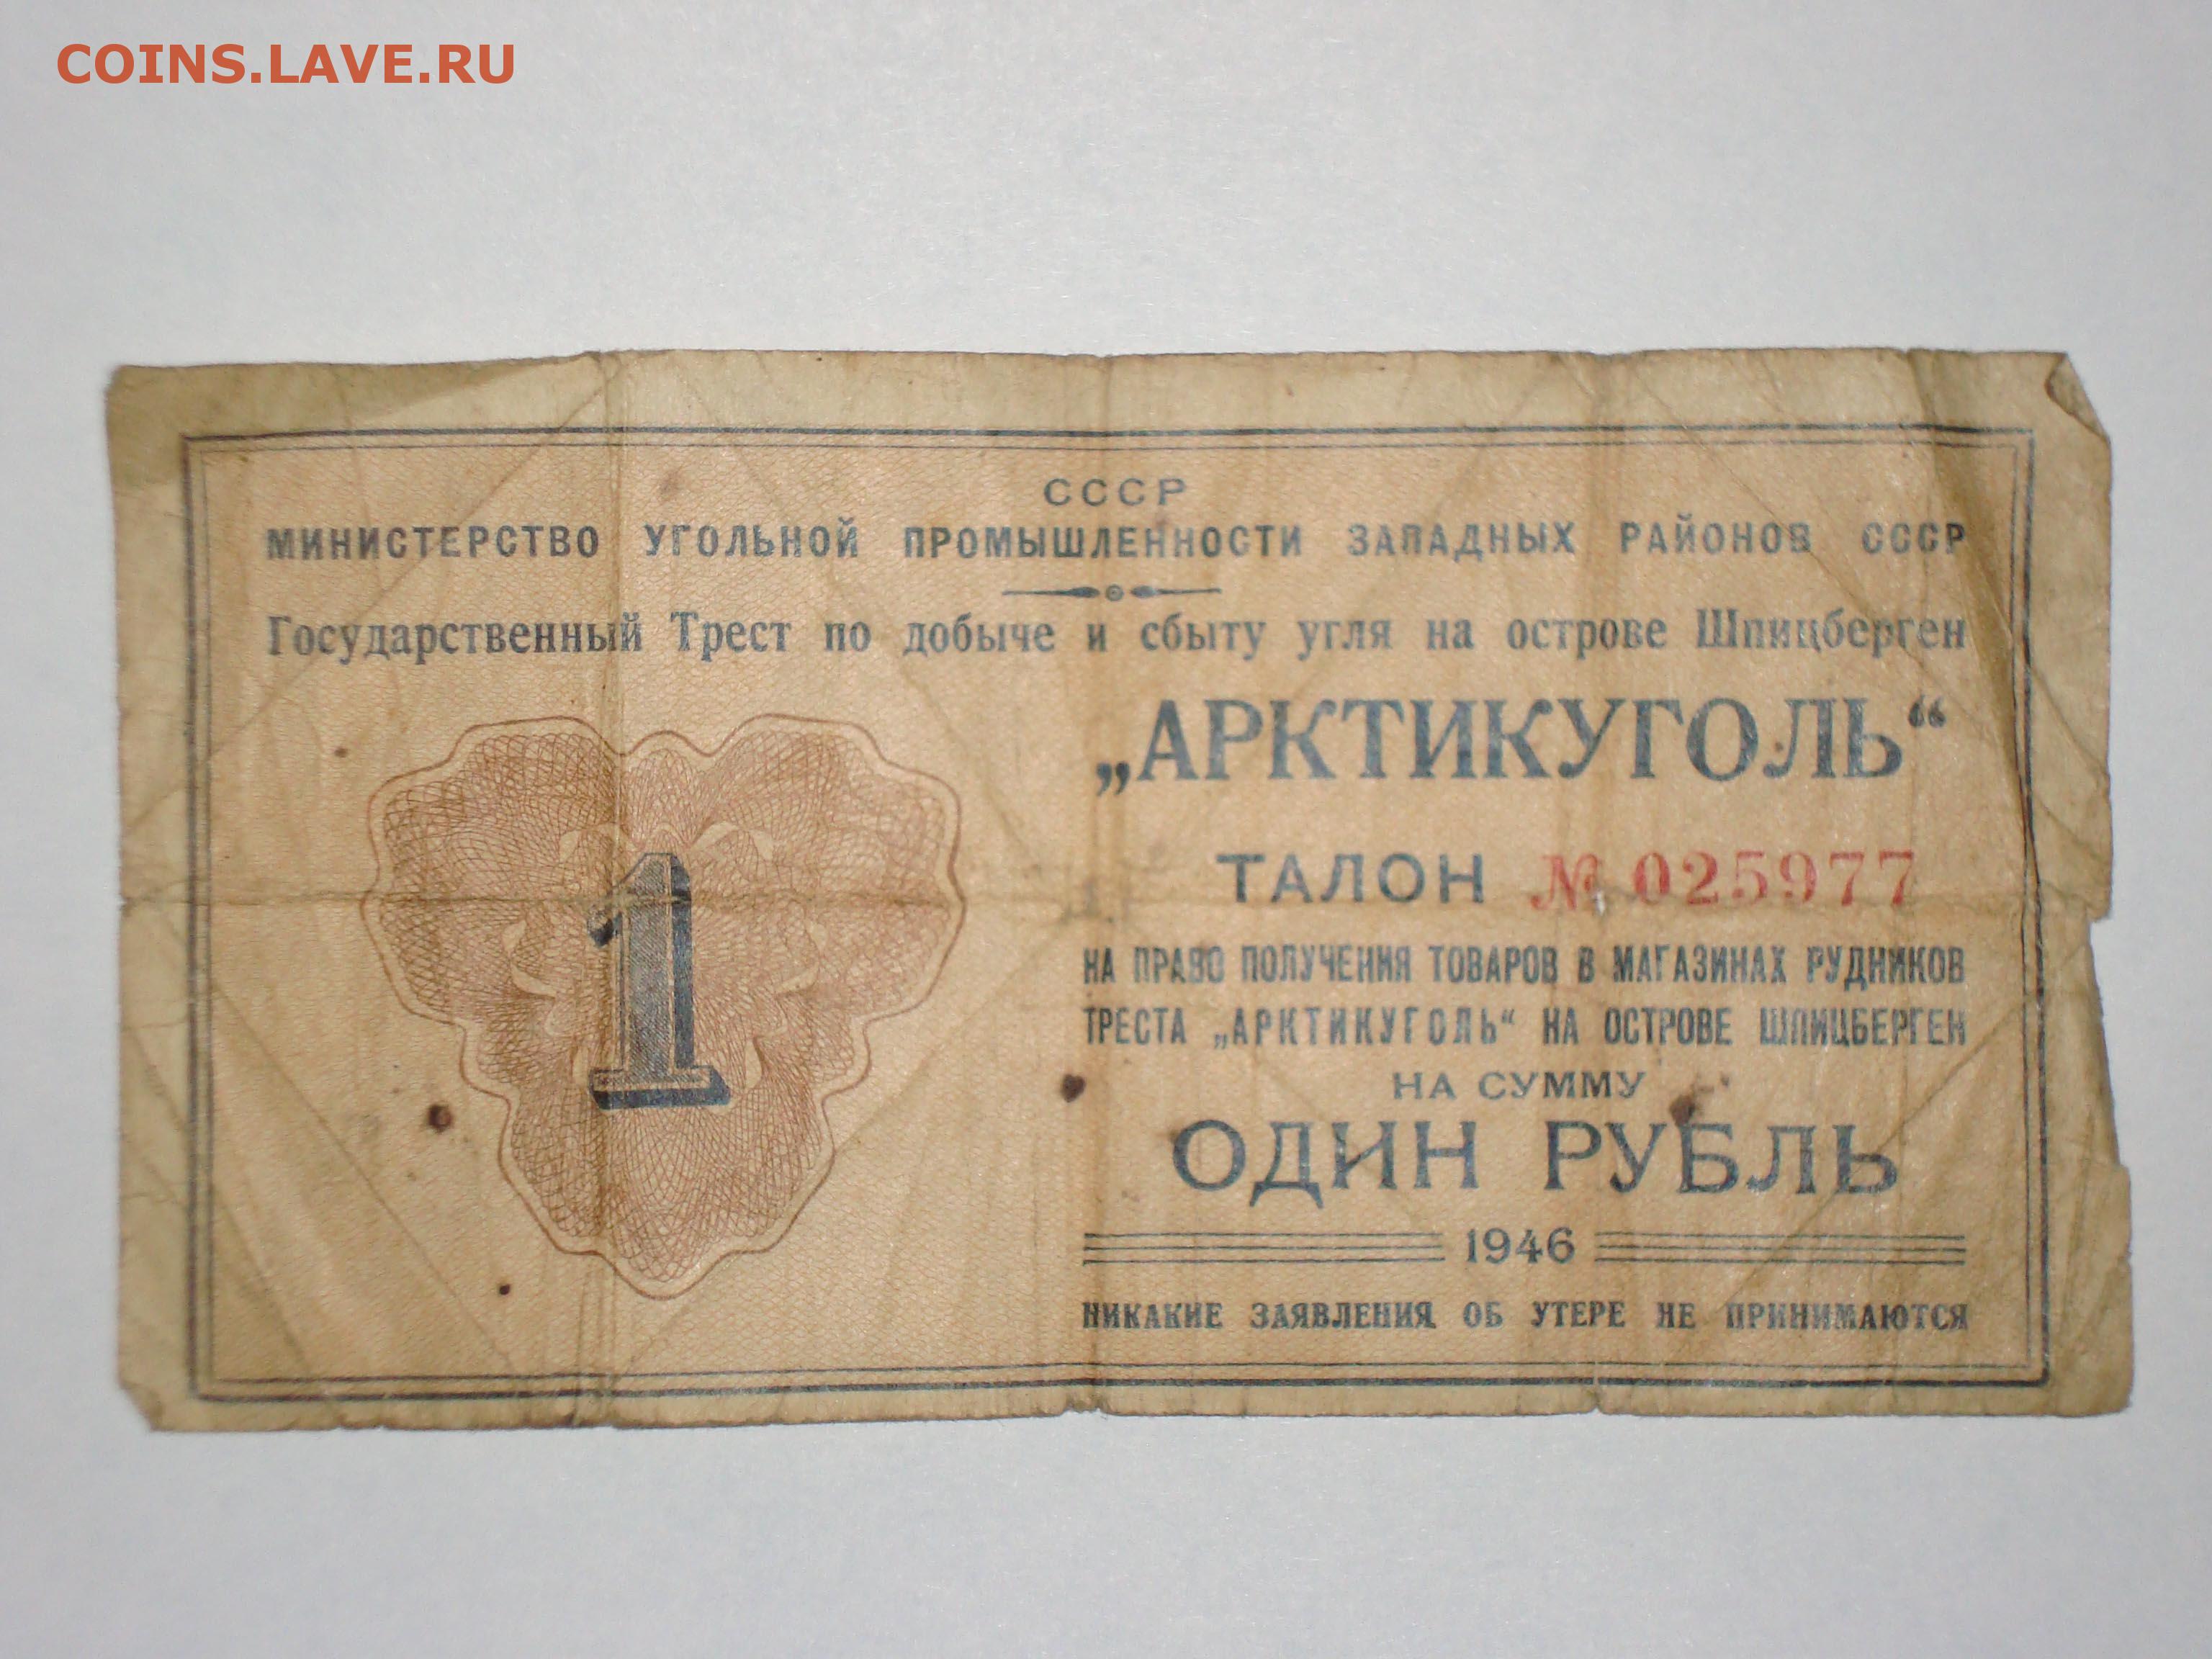 COINS.LAVE.RU
СССР
МИНИСТЕРСТВО УГОЛЬНОЙ ПРОМЫШЛЕННОСТИ ЗАПАДНЫХ РАЙОНОВ СССР
Государственный Трест по добыче и сбыту угля на острове Шпицберген
„АРКТИКУГОЛЬ“
ТАЛОН № 025977
1
НА ПРАВО ПОЛУЧЕНИЯ ТОВАРОВ В МАГАЗИНАХ РУДНИКОВ
ТРЕСТА „АРКТИКУГОЛЬ“ НА ОСТРОВЕ ШПИЦБЕРГЕН
НА СУММУ
ОДИН РУБЛЬ
1946
НИКАКИЕ ЗАЯВЛЕНИЯ ОБ УТЕРЕ НЕ ПРИНИМАЮТСЯ